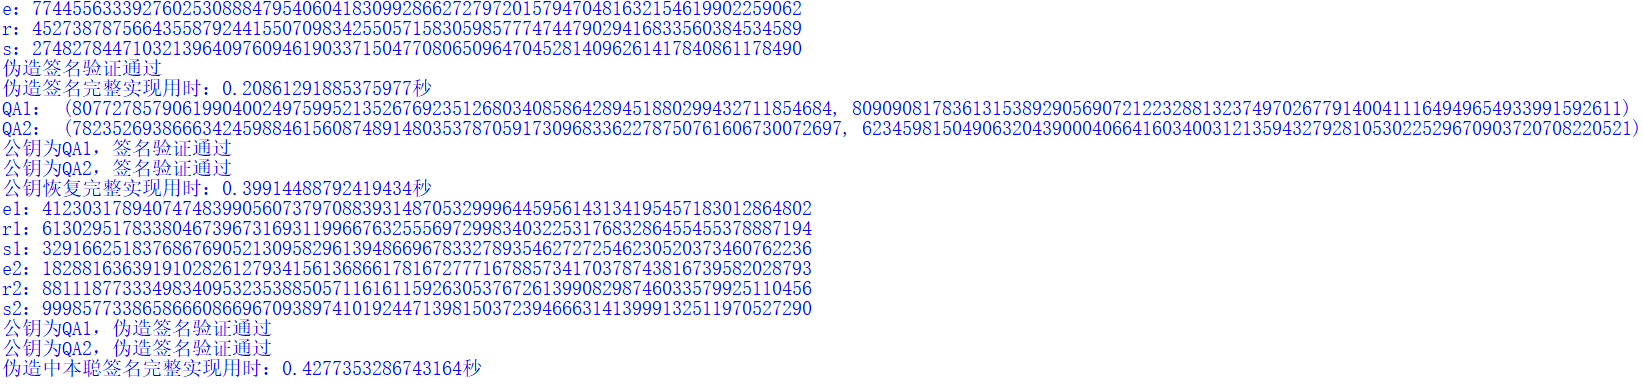 e: 77445563339276025308884795406041830992866272797201579470481632154619902259062
r: 45273878756643558792441550709834255057158305985777474479029416833560384534589
s: 27482784471032139640976094619033715047708065096470452814096261417840861178490
伪造签名验证通过
伪造签名完整实现用时：0.20861291885375977秒
QA1: (80772785790619904002497599521352676923512680340858642894518802994327118​54684, 80909081783613153892905690721223288132374970267791400411164949654933991592611)
QA2: (78235269386663424598846156087489148035378705917309683362278750761606730072697, 62345981504906320439000406641603400312135943279281053022529670903720708220521)
公钥为QA1，签名验证通过
公钥为QA2，签名验证通过
公钥恢复完整实现用时：0.39914488792419434秒
e1: 41230317894074748399056073797088393148705329996445956143134195457183012864802
r1: 61302951783380467396731693119966763255569729983403225317683286455455378887194
s1: 32916625183768676905213095829613948669678332789354627272546230520373460762236
e2: 18288163639191028261279341561368661781672777167885734170378743816739582028793
r2: 88111877333498340953235388505711616115926305376726139908298746033579925110456
s2: 99985773386586660866967093897410192447139815037239466631413999132511970527290
公钥为QA1，伪造签名验证通过
公钥为QA2，伪造签名验证通过
伪造中本聪签名完整实现用时：0.4277353286743164秒